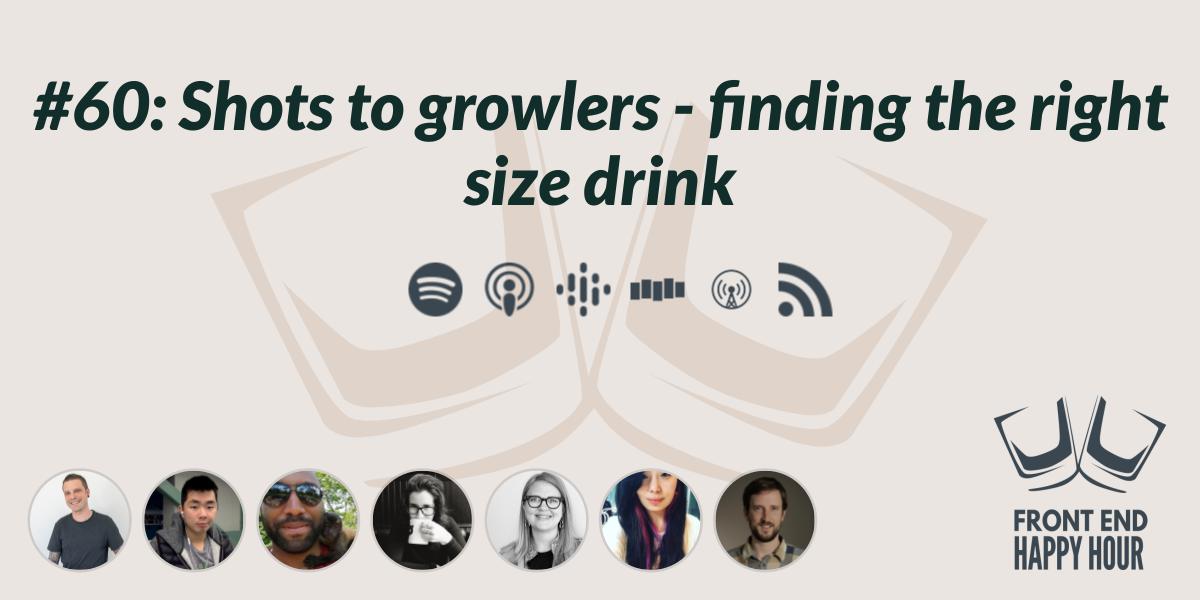 #60: Shots to growlers - finding the right
size drink
FRONT END
HAPPY HOUR